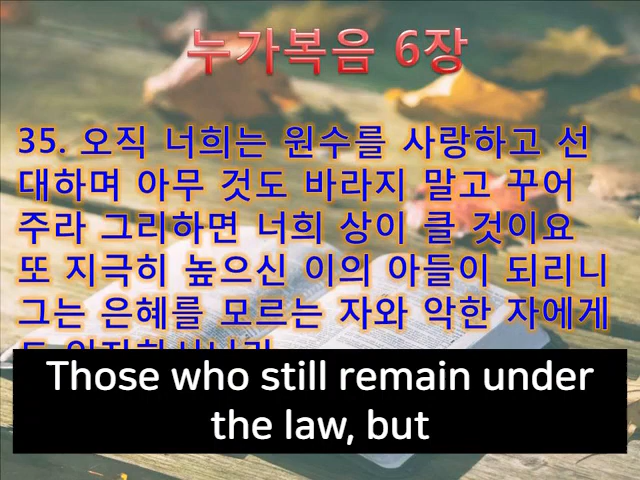 누가복음 6장
35. 오직 너희는 원수를 사랑하고 선
대하며 아무 것도 바라지 말고 꾸어
주라 그리하면 너희 상이 클 것이요
또 지극히 높으신 이의 아들이 되리니
그는 은혜를 모르는 자와 악한 자에게
Those who still remain under
the law, but